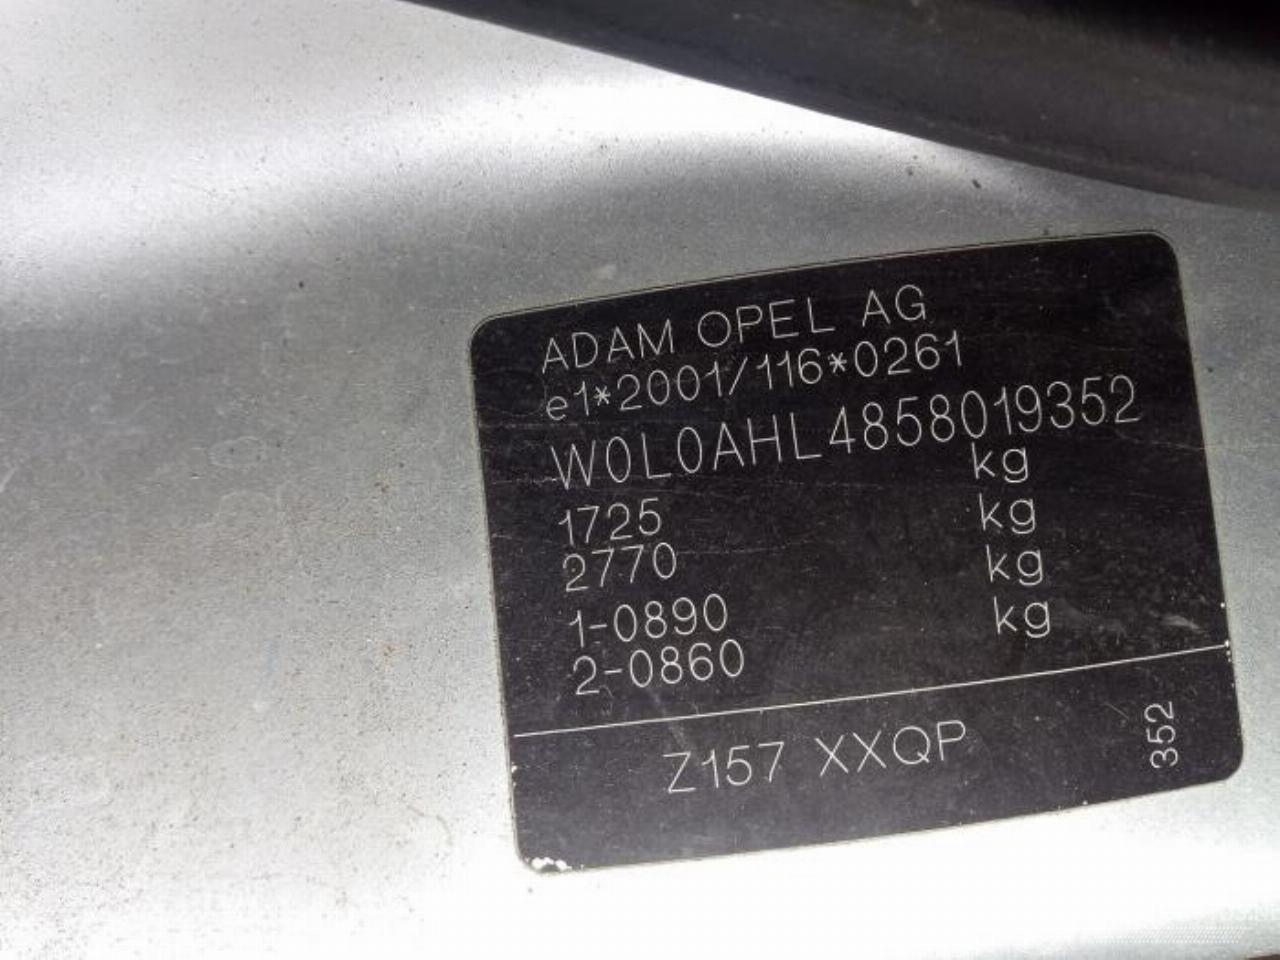 ADAM OPEL AG
e1*2001/116*0261
W0L0AHL4858019352
1725 kg
2770 kg
1-0890 kg
2-0860 kg
Z157 XXQP
352